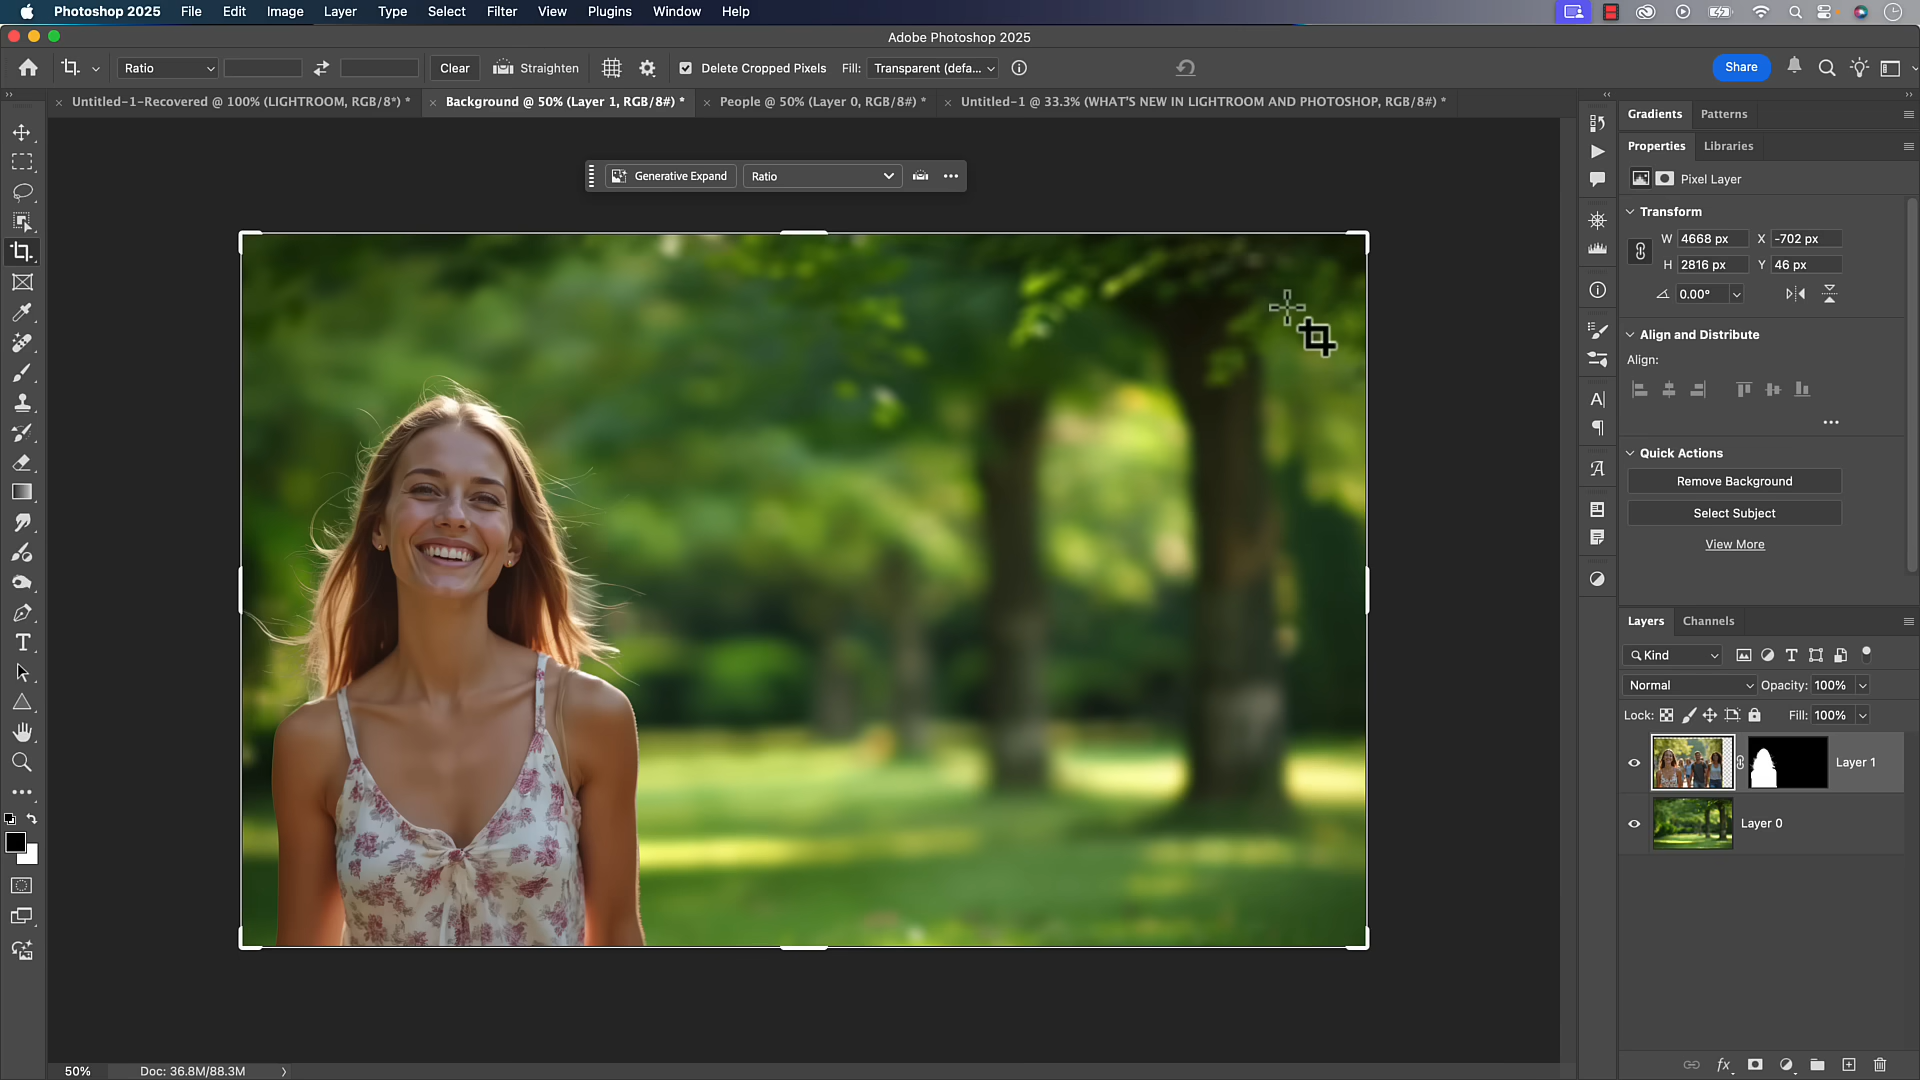 Photoshop 2025 File Edit Image Layer Type Select Filter View Plugins Window Help
Adobe Photoshop 2025
Ratio Clear Straighten Delete Cropped Pixels Fill: Transparent (defa... Share
Untitled-1-Recovered @ 100% (LIGHTROOM, RGB/8*) * Background @ 50% (Layer 1, RGB/8#) * People @ 50% (Layer 0, RGB/8#) * Untitled-1 @ 33.3% (WHAT'S NEW IN LIGHTROOM AND PHOTOSHOP, RGB/8#) *
Generative Expand Ratio
Gradients Patterns
Properties Libraries
Pixel Layer
Transform
W 4668 px X -702 px
H 2816 px Y 46 px
0.00°
Align and Distribute
Align:
Quick Actions
Remove Background
Select Subject
View More
Layers Channels
Kind
Normal Opacity: 100%
Lock: Fill: 100%
Layer 1
Layer 0
50% Doc: 36.8M/88.3M